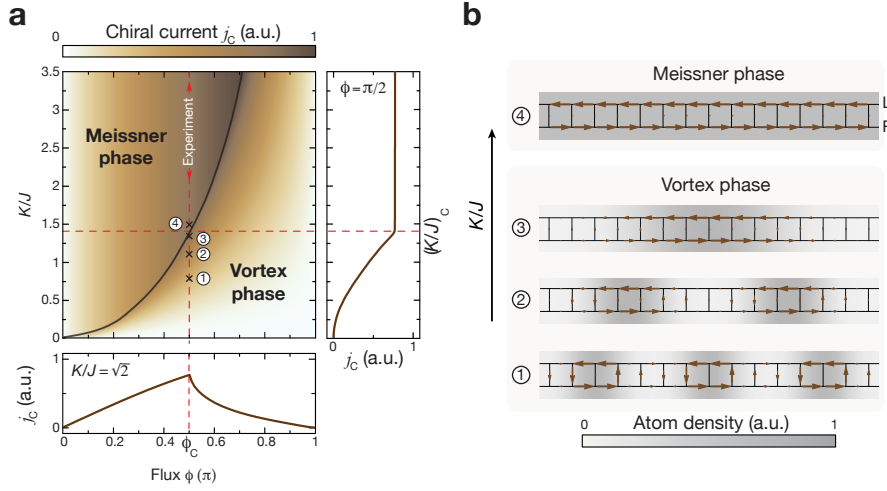 a
Chiral current j_C (a.u.)
0 1
3.5
3
2.5
2
1.5
1
0.5
0
K/J
Meissner
phase
Experiment
Vortex
phase
④
③
②
①
ϕ=π/2
(K/J)_C
0 1
j_C (a.u.)
K/J = √2
1
0
j_C (a.u.)
0 0.2 0.4 0.6 0.8 1
ϕ_C
Flux ϕ (π)
b
K/J
Meissner phase
④
L
Vortex phase
③
②
①
0 Atom density (a.u.) 1